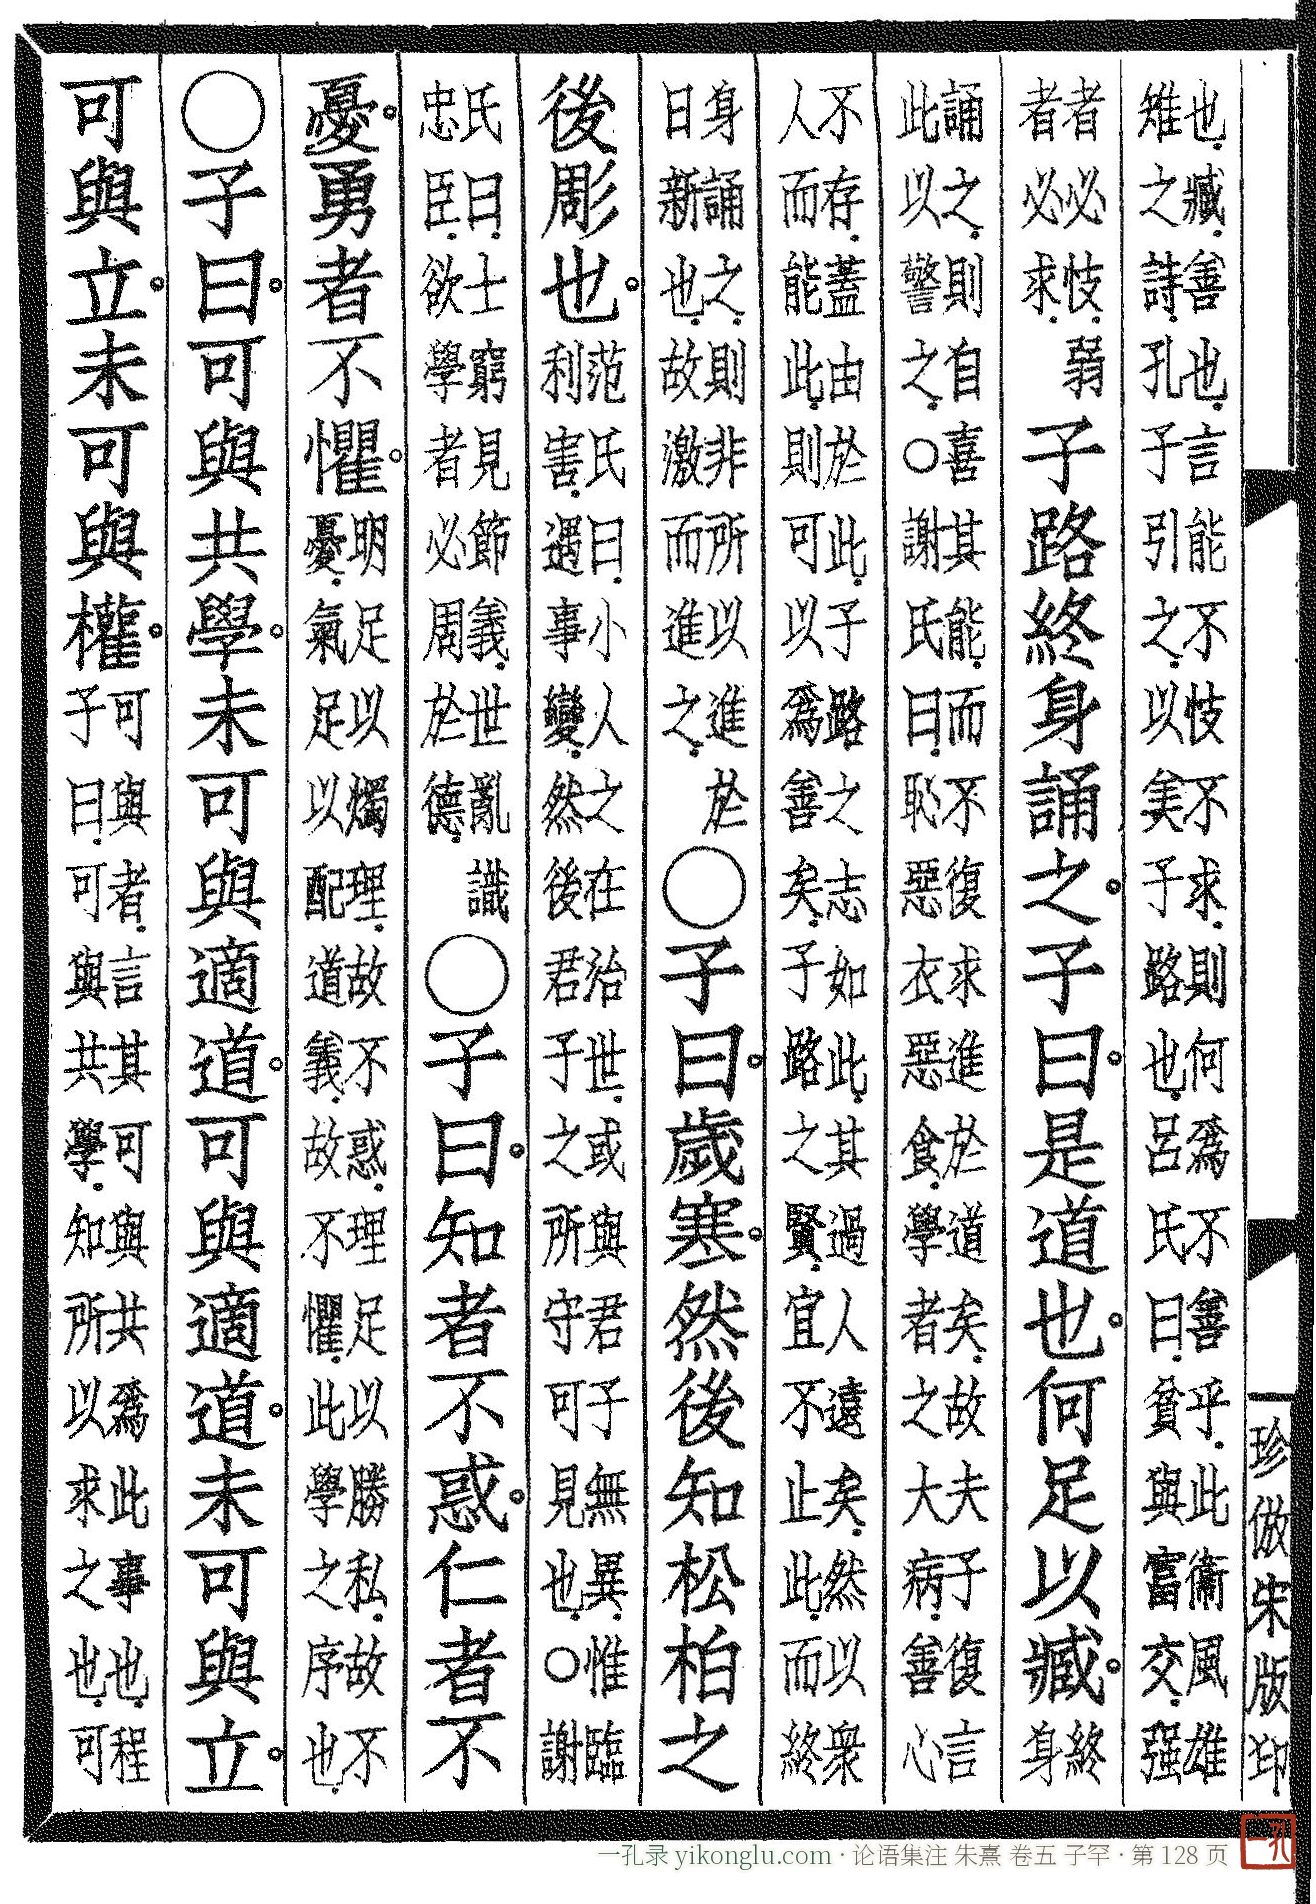 珍倣宋版印
也。臧。善也。言能不忮不求。則何爲不善乎。此衞風雄
雉之詩。孔子引之。以美子路也。呂氏曰。貧與富交。强
者必忮。弱
者必求。
子路終身誦之。子曰。是道也。何足以臧。
終
身
誦之。則自喜其能。而不復求進於道矣。故夫子復言
此以警之。○謝氏曰。恥惡衣惡食。學者之大病。善心
不存。蓋由於此。子路之志如此。其過人遠矣。然以衆
人而能此。則可以爲善矣。子路之賢。宜不止此。而終
身誦之。則非所以進於
日新也。故激而進之。
○子曰。歲寒。然後知松柏之
後彫也。
范氏曰。小人之在治世。或與君子無異。惟臨
利害。遇事變。然後君子之所守可見也。○謝
氏曰。士窮見節義。世亂識
忠臣。欲學者必周於德。
○子曰。知者不惑。仁者不
憂。勇者不懼。
明足以燭理。故不惑。理足以勝私。故不
憂。氣足以配道義。故不懼。此學之序也。
○子曰。可與共學。未可與適道。可與適道。未可與立。
可與立。未可與權。
可與者。言其可與共爲此事也。程
子曰。可與共學。知所以求之也。可
一孔录 yikonglu.com · 论语集注 朱熹 卷五 子罕 · 第 128 页
一孔